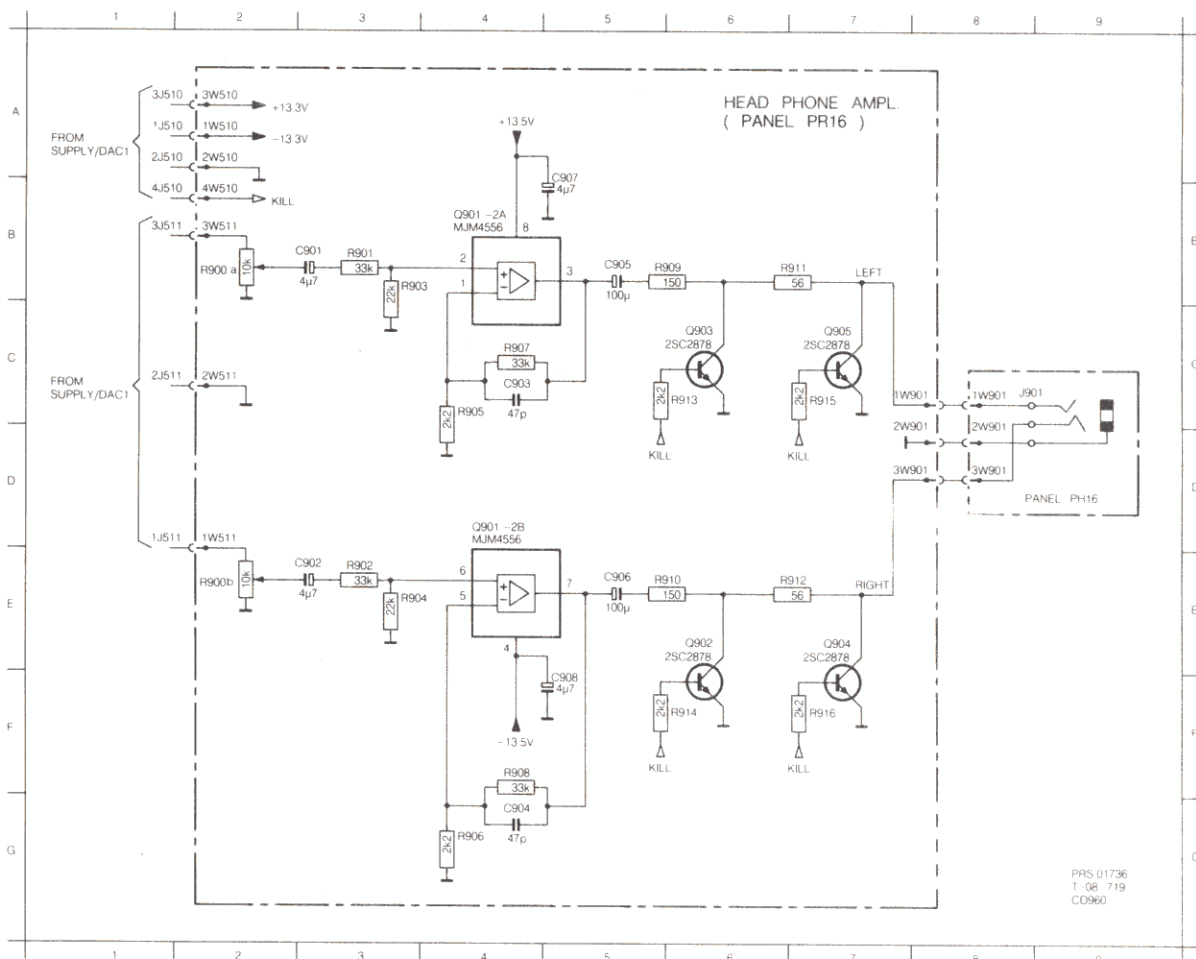 1 2 3 4 5 6 7 8 9
A
HEAD PHONE AMPL.
( PANEL PR16 )
3J510 3W510 +13.3V
1J510 1W510 -13.3V
FROM
SUPPLY/DAC1
2J510 2W510
4J510 4W510 KILL
+13.5V
C907
4µ7
B
3J511 3W511
R900a 10k
C901
4µ7
R901
33k
22k R903
Q901 -2A
MJM4556
8
2 3
1
C905
100µ
R909
150
R911
56
LEFT
C
FROM
SUPPLY/DAC1
2J511 2W511
R907
33k
C903
47p
2k2 R905
Q903
2SC2878
2k2 R913
KILL
Q905
2SC2878
2k2 R915
KILL
1W901 1W901 J901
2W901 2W901
3W901 3W901
PANEL PH16
D
1J511 1W511
R900b 10k
C902
4µ7
R902
33k
22k R904
Q901 -2B
MJM4556
6 7
5
4
C906
100µ
R910
150
R912
56
RIGHT
E
C908
4µ7
-13.5V
Q902
2SC2878
2k2 R914
KILL
Q904
2SC2878
2k2 R916
KILL
F
R908
33k
C904
47p
2k2 R906
G
PRS 01736
T 08 719
CD960
1 2 3 4 5 6 7 8 9